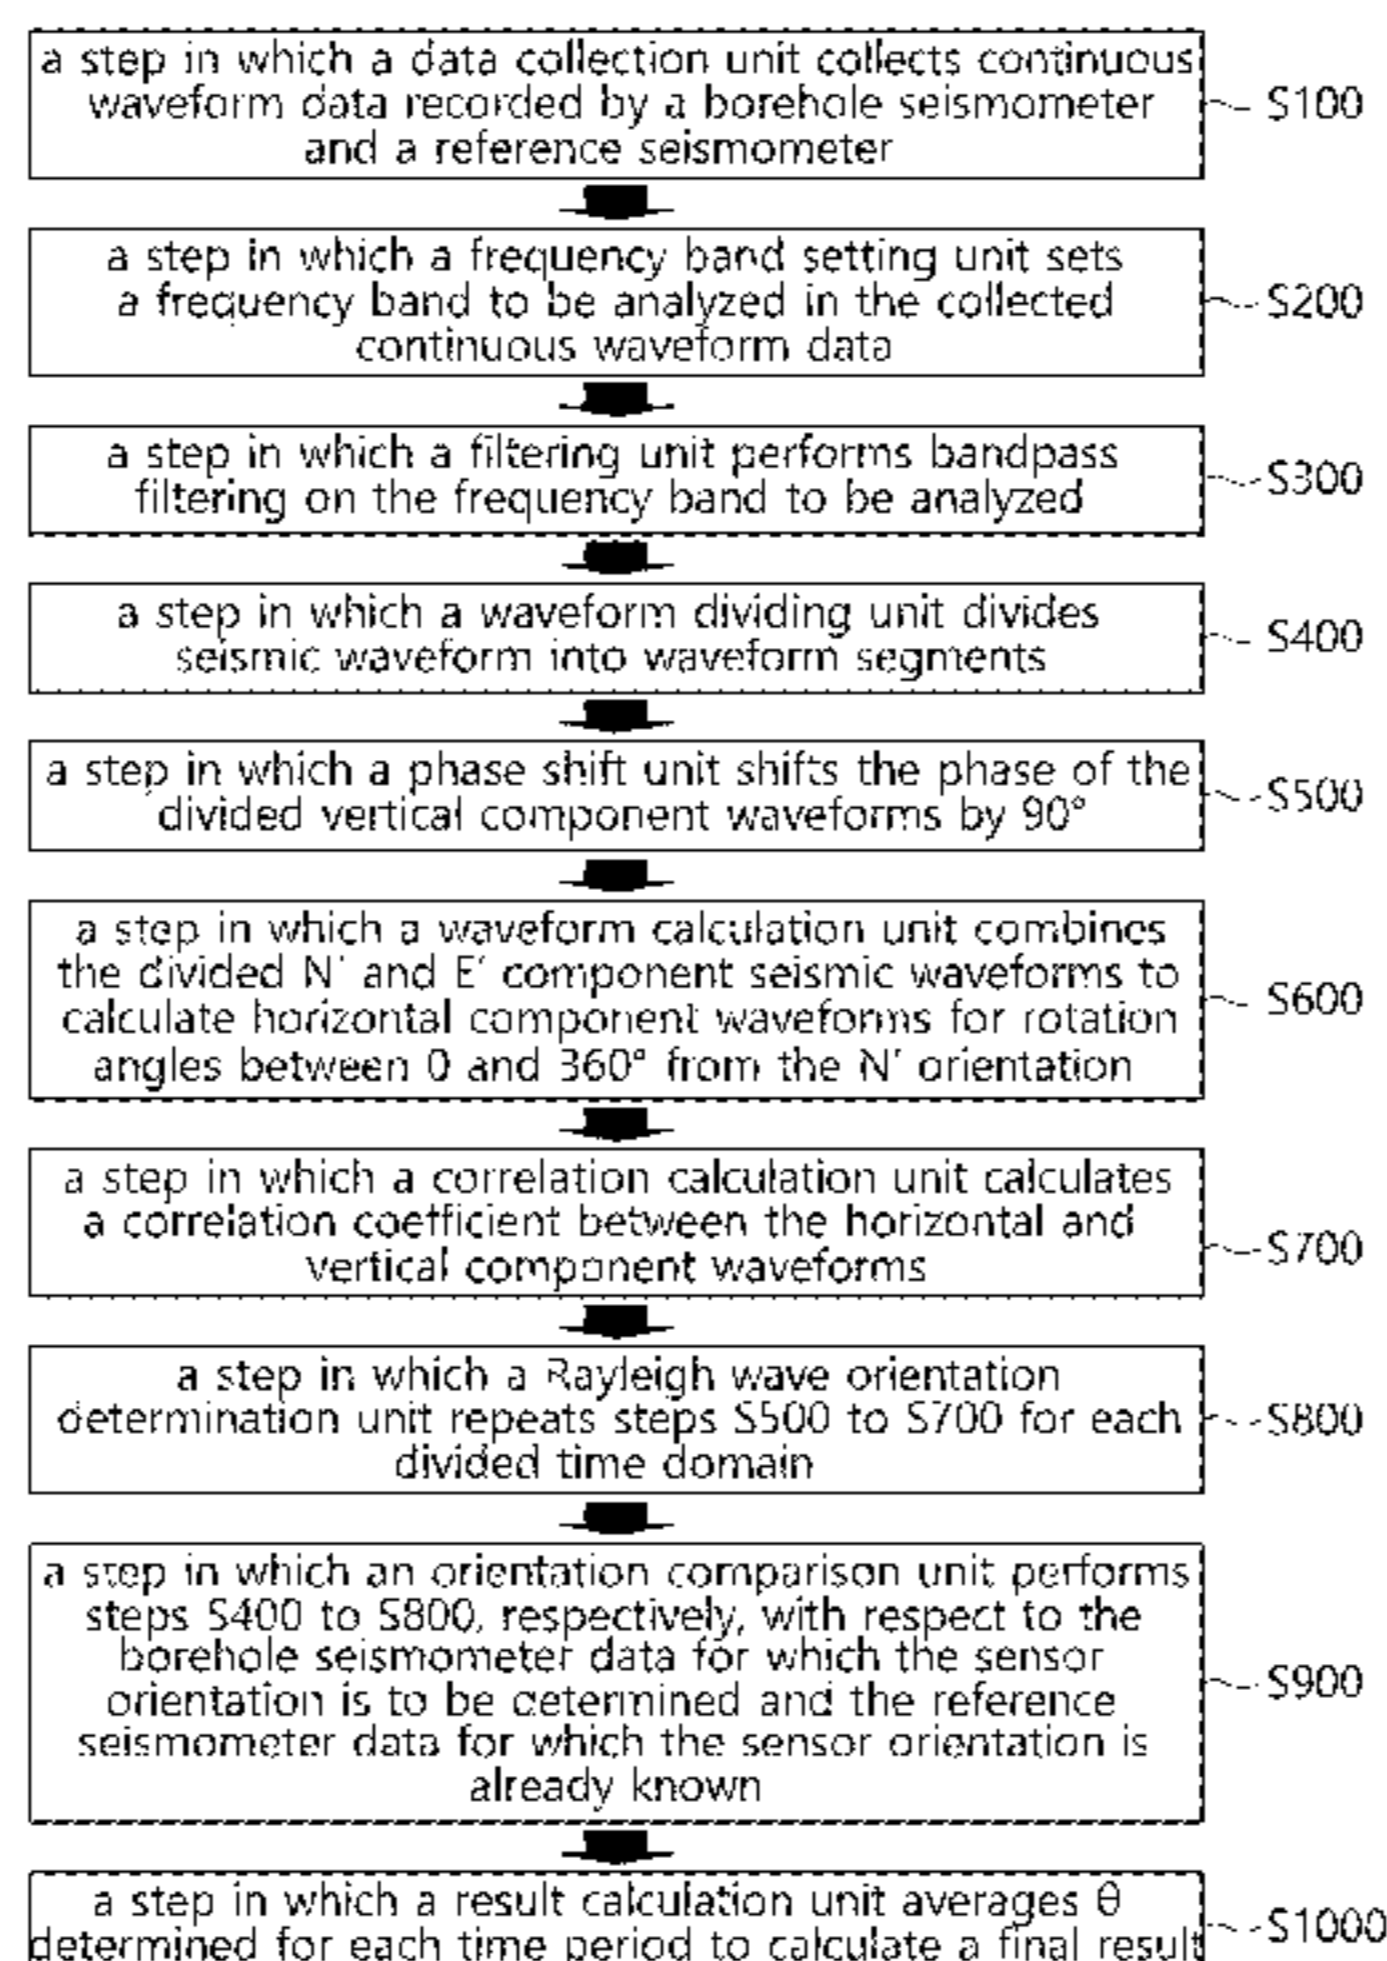 a step in which a data collection unit collects continuous
waveform data recorded by a borehole seismometer
and a reference seismometer
S100
a step in which a frequency band setting unit sets
a frequency band to be analyzed in the collected
continuous waveform data
S200
a step in which a filtering unit performs bandpass
filtering on the frequency band to be analyzed
S300
a step in which a waveform dividing unit divides
seismic waveform into waveform segments
S400
a step in which a phase shift unit shifts the phase of the
divided vertical component waveforms by 90°
S500
a step in which a waveform calculation unit combines
the divided N' and E' component seismic waveforms to
calculate horizontal component waveforms for rotation
angles between 0 and 360° from the N' orientation
S600
a step in which a correlation calculation unit calculates
a correlation coefficient between the horizontal and
vertical component waveforms
S700
a step in which a Rayleigh wave orientation
determination unit repeats steps S500 to S700 for each
divided time domain
S800
a step in which an orientation comparison unit performs
steps S400 to S800, respectively, with respect to the
borehole seismometer data for which the sensor
orientation is to be determined and the reference
seismometer data for which the sensor orientation is
already known
S900
a step in which a result calculation unit averages θ
determined for each time period to calculate a final result
S1000